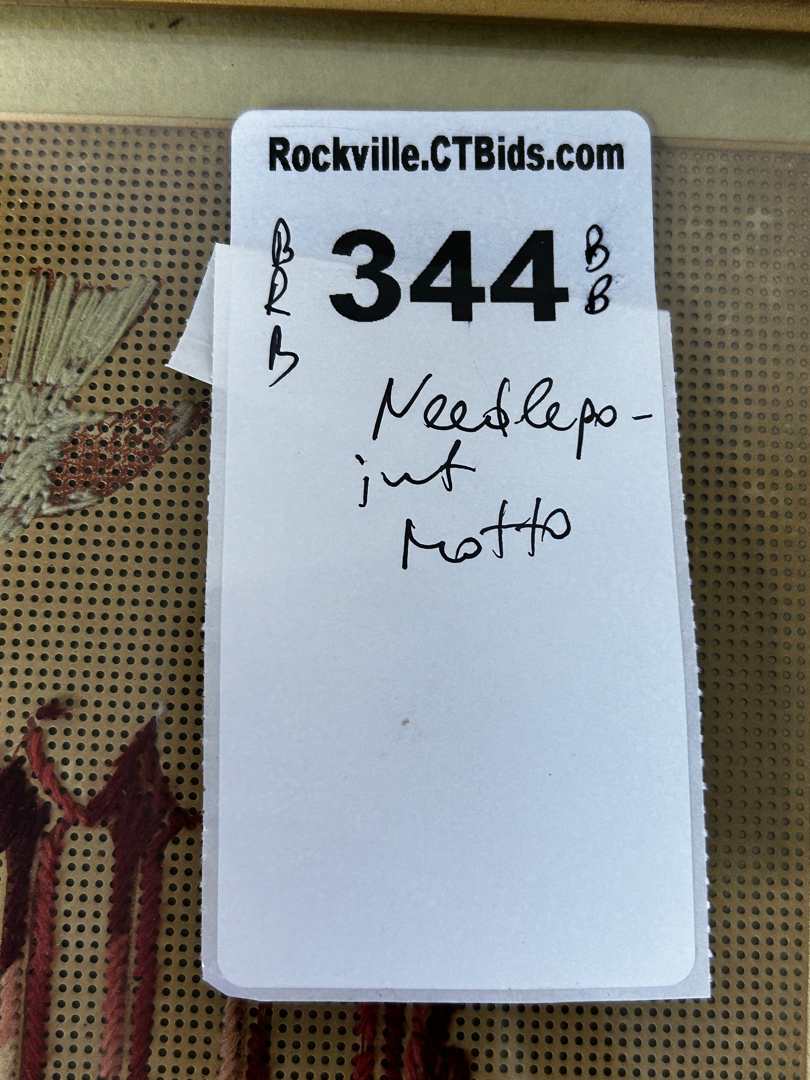 Rockville.CTBids.com
B 344 B
R B
B
Needlepo-
int
Motto